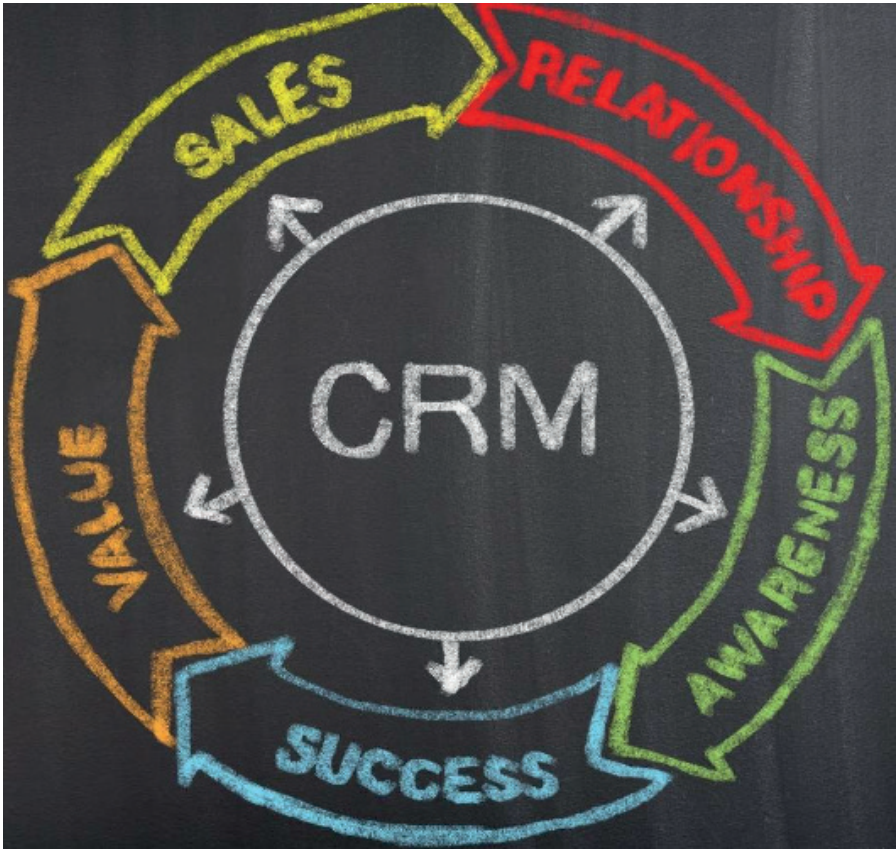 SALES
RELATIONSHIP
CRM
VALUE
AWARENESS
SUCCESS